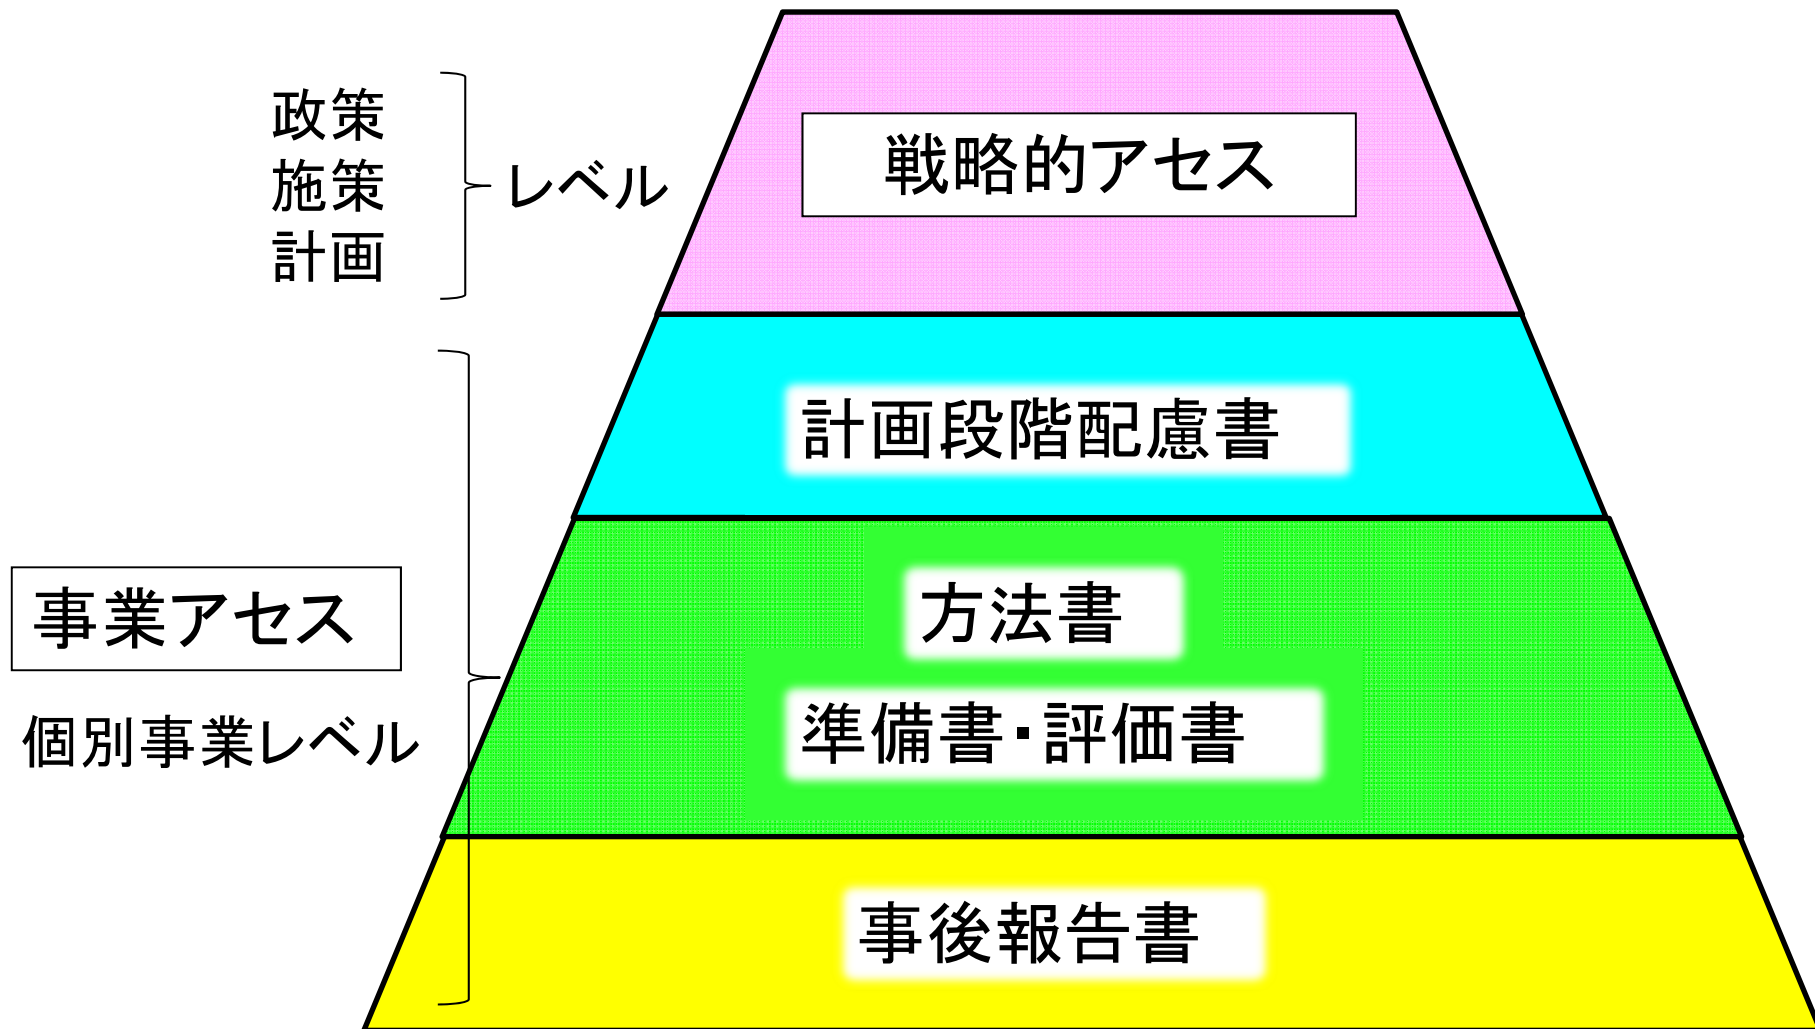 政策
施策
計画
レベル
戦略的アセス
計画段階配慮書
事業アセス
個別事業レベル
方法書
準備書・評価書
事後報告書